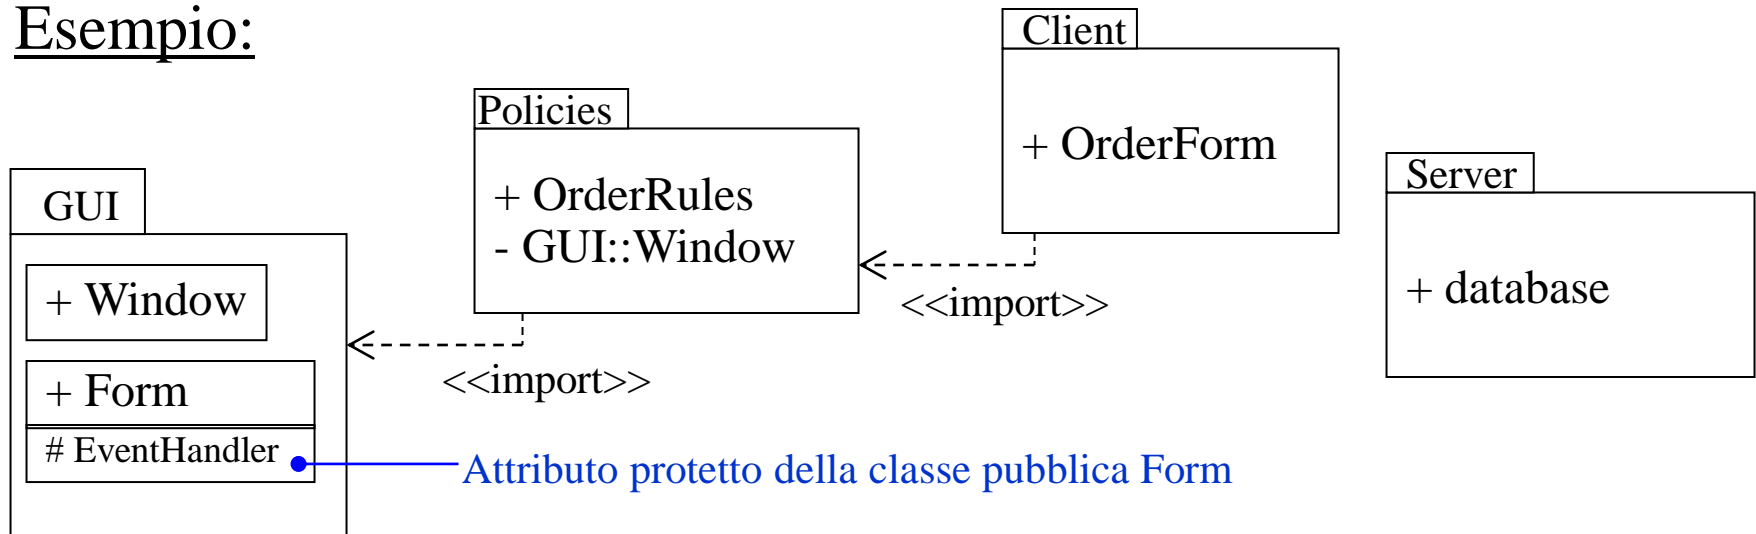 Esempio:
Client
+ OrderForm
Policies
+ OrderRules
- GUI::Window
Server
+ database
GUI
+ Window
+ Form
# EventHandler
<<import>>
<<import>>
Attributo protetto della classe pubblica Form